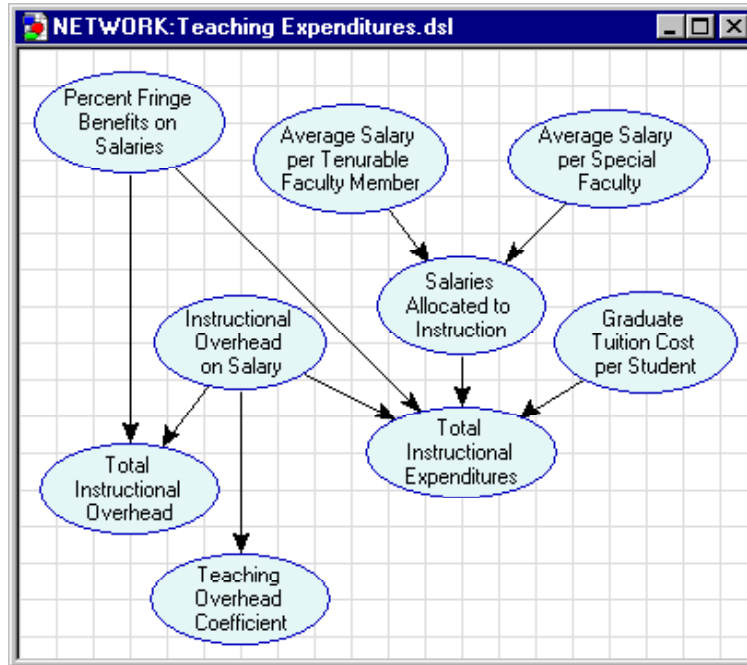 NETWORK:Teaching Expenditures.dsl
Percent Fringe
Benefits on
Salaries
Average Salary
per Tenurable
Faculty Member
Average Salary
per Special
Faculty
Salaries
Allocated to
Instruction
Instructional
Overhead
on Salary
Graduate
Tuition Cost
per Student
Total
Instructional
Expenditures
Total
Instructional
Overhead
Teaching
Overhead
Coefficient